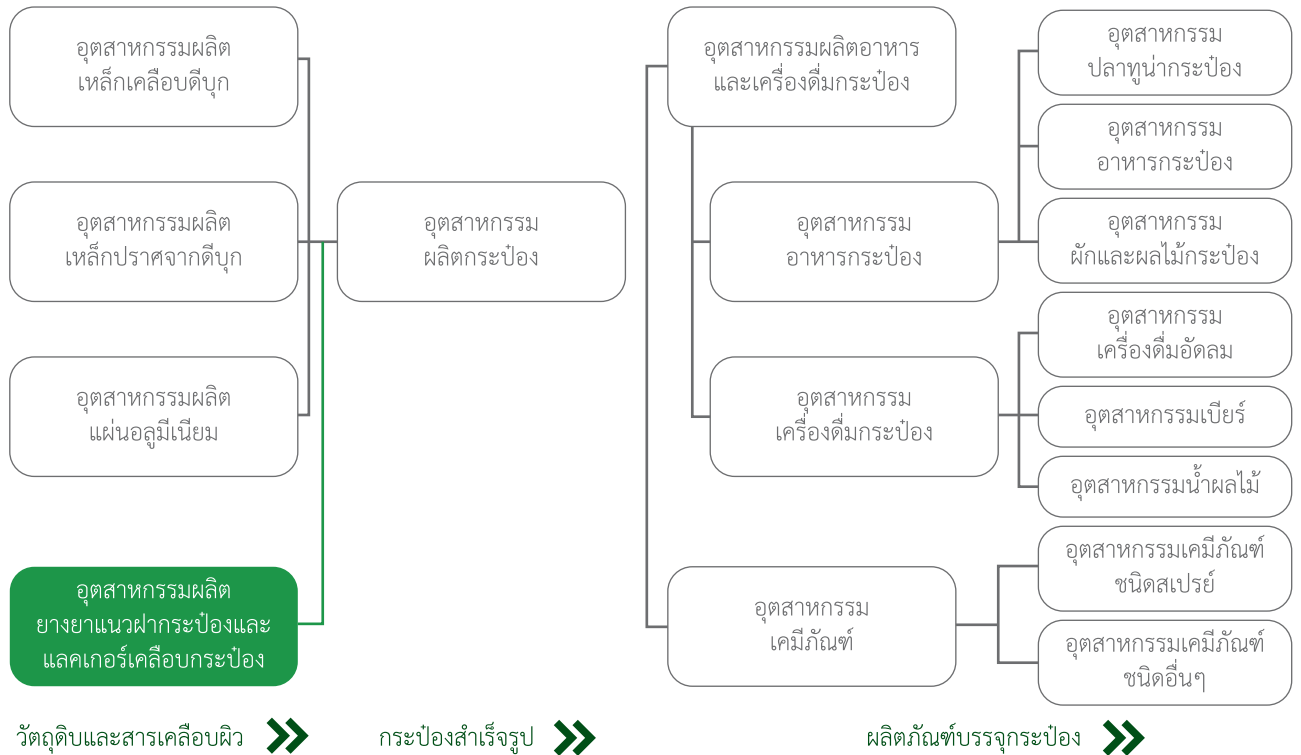 อุตสาหกรรมผลิต
เหล็กเคลือบดีบุก
อุตสาหกรรมผลิต
เหล็กปราศจากดีบุก
อุตสาหกรรมผลิต
แผ่นอลูมีเนียม
อุตสาหกรรมผลิต
ยางยาแนวฝากระป๋องและ
แลคเกอร์เคลือบกระป๋อง
อุตสาหกรรม
ผลิตกระป๋อง
อุตสาหกรรมผลิตอาหาร
และเครื่องดื่มกระป๋อง
อุตสาหกรรม
อาหารกระป๋อง
อุตสาหกรรม
เครื่องดื่มกระป๋อง
อุตสาหกรรม
เคมีภัณฑ์
อุตสาหกรรม
ปลาทูน่ากระป๋อง
อุตสาหกรรม
อาหารกระป๋อง
อุตสาหกรรม
ผักและผลไม้กระป๋อง
อุตสาหกรรม
เครื่องดื่มอัดลม
อุตสาหกรรมเบียร์
อุตสาหกรรมน้ำผลไม้
อุตสาหกรรมเคมีภัณฑ์
ชนิดสเปรย์
อุตสาหกรรมเคมีภัณฑ์
ชนิดอื่นๆ
วัตถุดิบและสารเคลือบผิว
กระป๋องสำเร็จรูป
ผลิตภัณฑ์บรรจุกระป๋อง